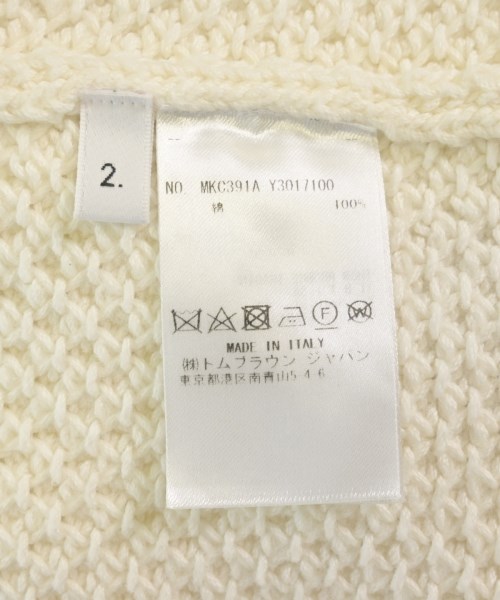 2.
NO. MKC391A Y3017100
綿 100%
F W
MADE IN ITALY
(株)トムブラウン ジャパン
東京都港区南青山5-4-6